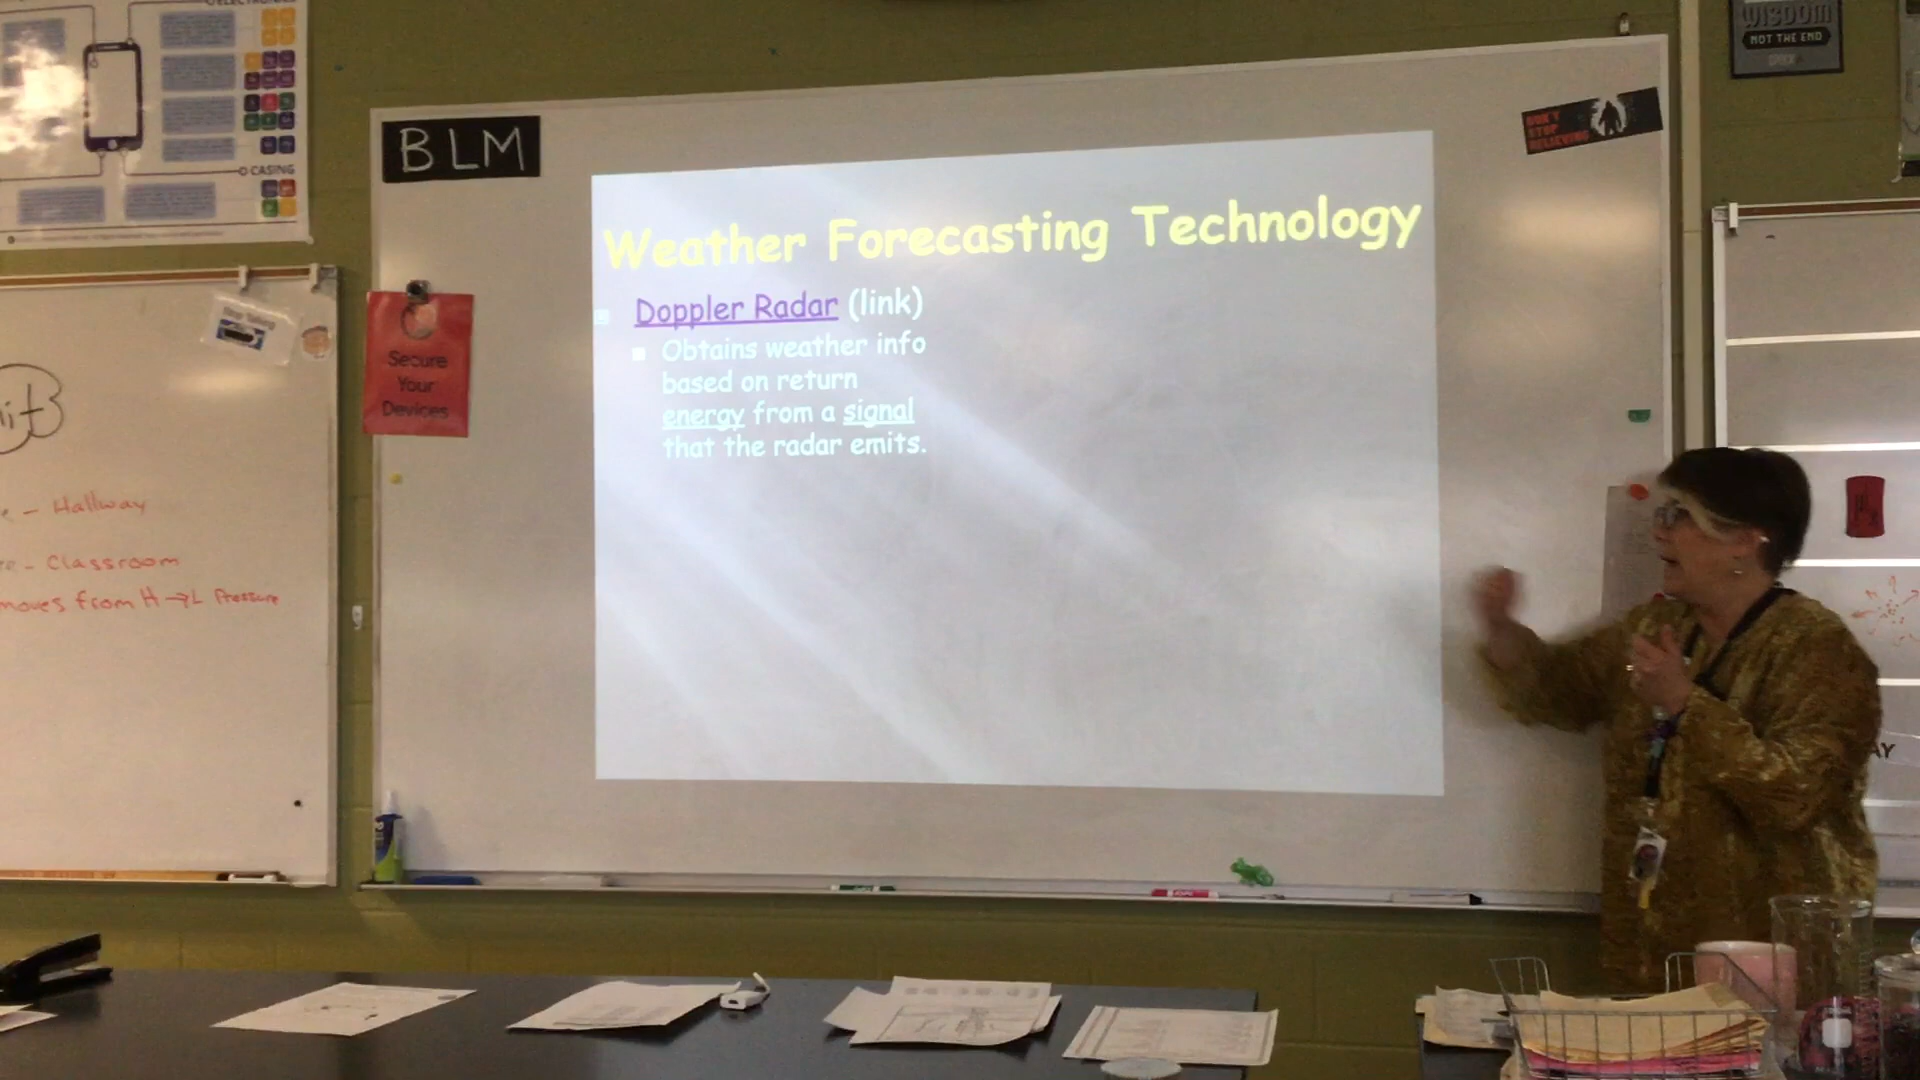 CASING
WISDOM
NOT THE END
SPOCK
BLM
DON'T
STOP
BELIEVING
Weather Forecasting Technology
Doppler Radar (link)
Obtains weather info
based on return
energy from a signal
that the radar emits.
Secure
Your
Devices
- Hallway
- Classroom
moves from H → L Pressure